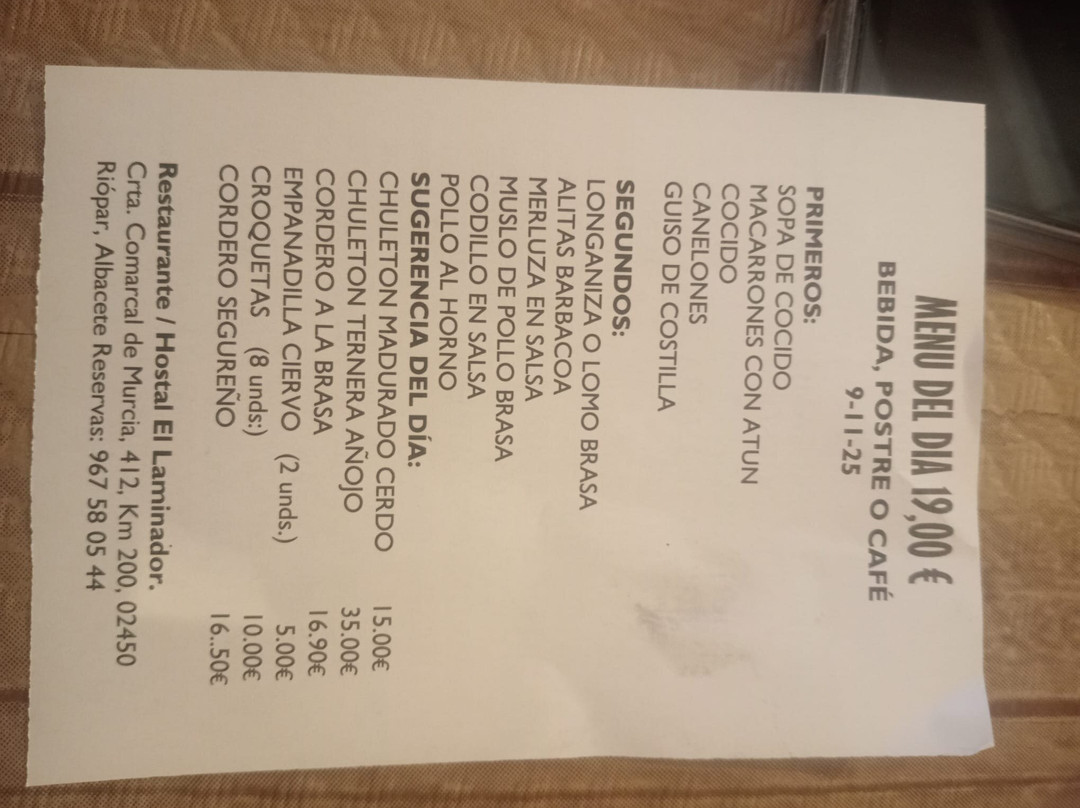 MENU DEL DIA 19,00 €
BEBIDA, POSTRE O CAFÉ
9-11-25
PRIMEROS:
SOPA DE COCIDO
MACARRONES CON ATUN
COCIDO
CANELONES
GUISO DE COSTILLA
SEGUNDOS:
LONGANIZA O LOMO BRASA
ALITAS BARBACOA
MERLUZA EN SALSA
MUSLO DE POLLO BRASA
CODILLO EN SALSA
POLLO AL HORNO
SUGERENCIA DEL DÍA:
CHULETON MADURADO CERDO 15.00€
CHULETON TERNERA AÑOJO 35.00€
CORDERO A LA BRASA 16.90€
EMPANADILLA CIERVO (2 unds.) 5.00€
CROQUETAS (8 unds:) 10.00€
CORDERO SEGUREÑO 16..50€
Restaurante / Hostal El Laminador.
Crta. Comarcal de Murcia, 412, Km 200, 02450
Riópar, Albacete Reservas: 967 58 05 44